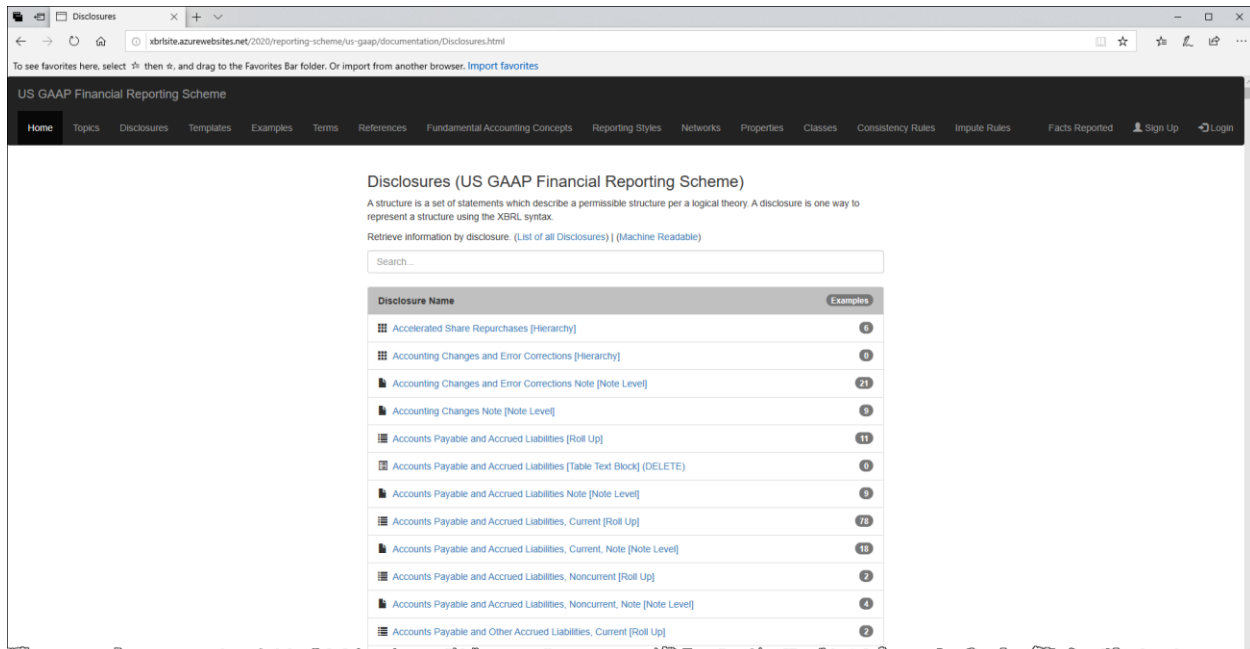 Disclosures
xbrlsite.azurewebsites.net/2020/reporting-scheme/us-gaap/documentation/Disclosures.html
To see favorites here, select then ☆, and drag to the Favorites Bar folder. Or import from another browser. Import favorites
US GAAP Financial Reporting Scheme
Home Topics Disclosures Templates Examples Terms References Fundamental Accounting Concepts Reporting Styles Networks Properties Classes Consistency Rules Impute Rules Facts Reported Sign Up Login
Disclosures (US GAAP Financial Reporting Scheme)
A structure is a set of statements which describe a permissible structure per a logical theory. A disclosure is one way to
represent a structure using the XBRL syntax.
Retrieve information by disclosure. (List of all Disclosures) | (Machine Readable)
Search...
Disclosure Name Examples
Accelerated Share Repurchases [Hierarchy] 6
Accounting Changes and Error Corrections [Hierarchy] 0
Accounting Changes and Error Corrections Note [Note Level] 21
Accounting Changes Note [Note Level] 9
Accounts Payable and Accrued Liabilities [Roll Up] 11
Accounts Payable and Accrued Liabilities [Table Text Block] (DELETE) 0
Accounts Payable and Accrued Liabilities Note [Note Level] 9
Accounts Payable and Accrued Liabilities, Current [Roll Up] 78
Accounts Payable and Accrued Liabilities, Current, Note [Note Level] 18
Accounts Payable and Accrued Liabilities, Noncurrent [Roll Up] 2
Accounts Payable and Accrued Liabilities, Noncurrent, Note [Note Level] 4
Accounts Payable and Other Accrued Liabilities, Current [Roll Up] 2